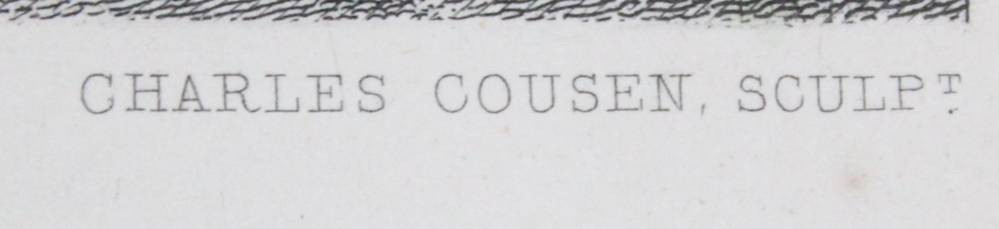 CHARLES COUSEN, SCULPT.